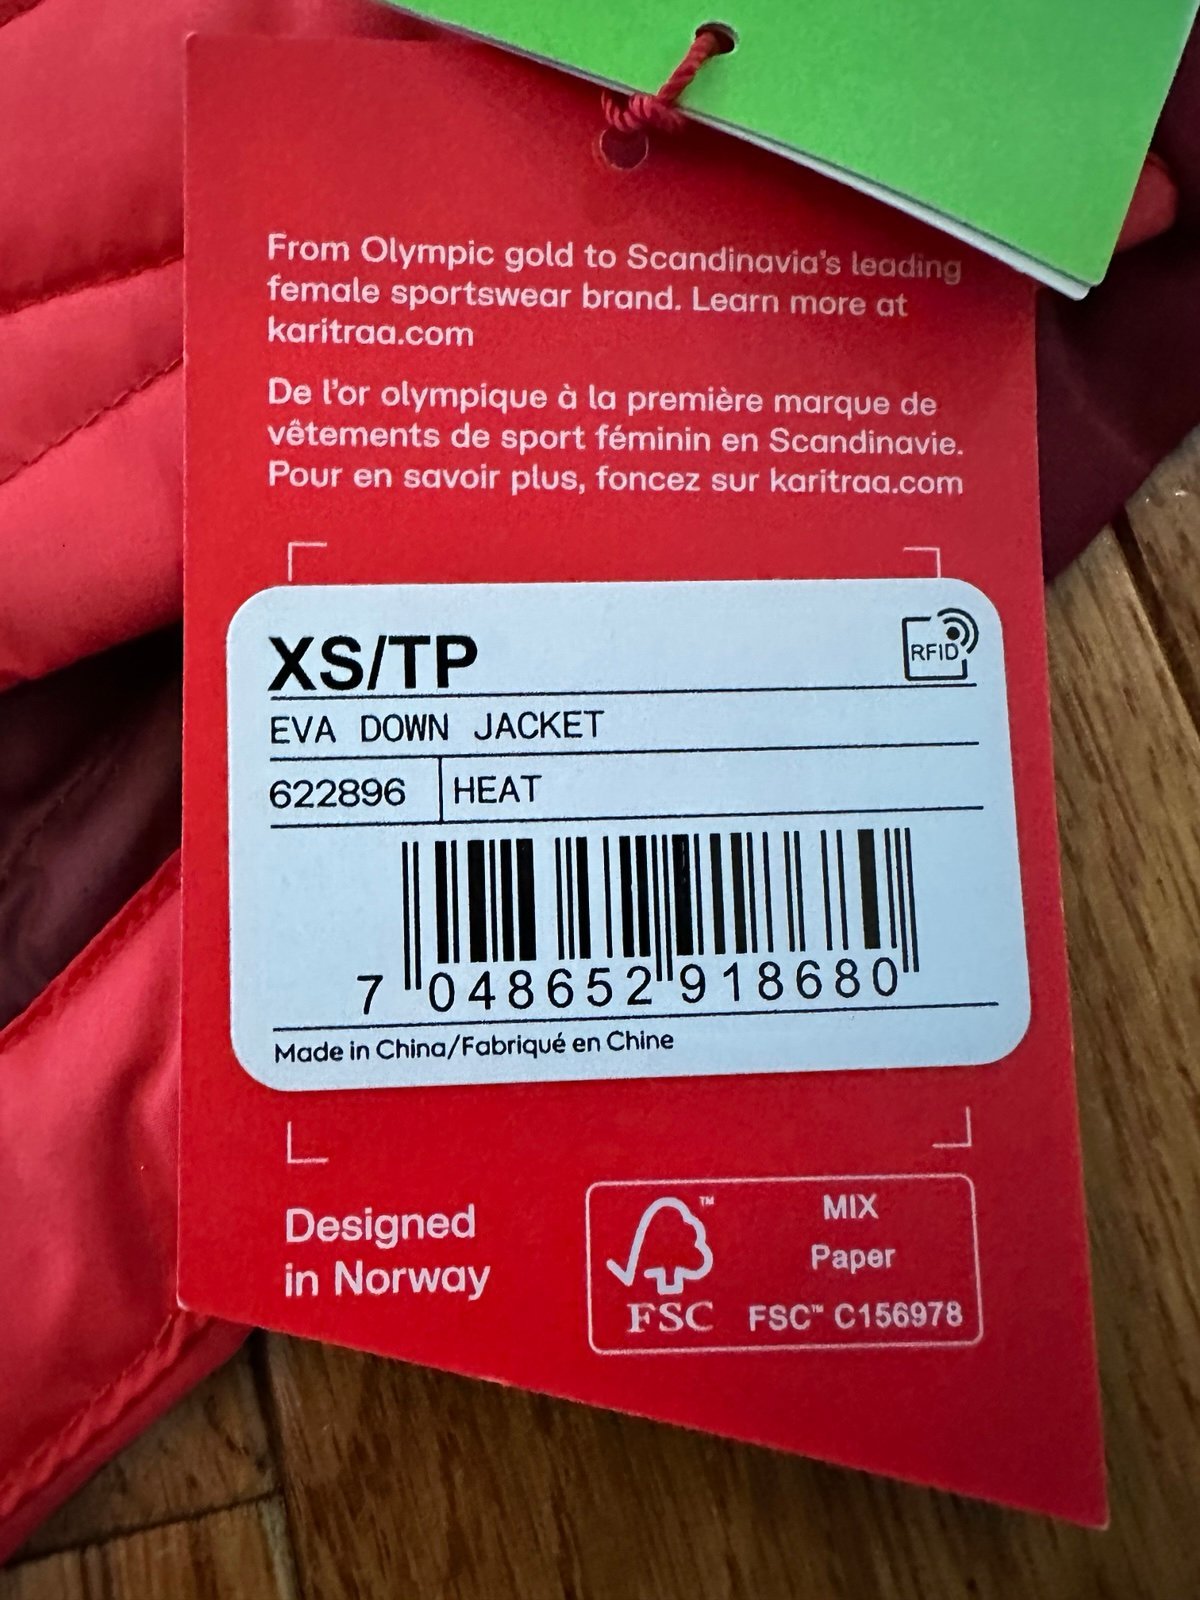 From Olympic gold to Scandinavia's leading
female sportswear brand. Learn more at
karitraa.com
De l'or olympique à la première marque de
vêtements de sport féminin en Scandinavie.
Pour en savoir plus, foncez sur karitraa.com
XS/TP
RFID
EVA DOWN JACKET
622896 HEAT
7 048652 918680
Made in China/Fabriqué en Chine
Designed
in Norway
™
FSC
MIX
Paper
FSC™ C156978